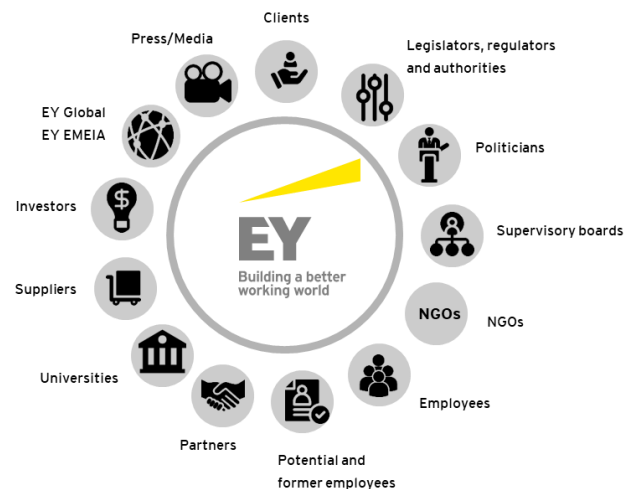 Clients
Press/Media
Legislators, regulators
and authorities
EY Global
EY EMEIA
Politicians
Investors
Supervisory boards
$
EY
Building a better
working world
Suppliers
NGOs
NGOs
Universities
Employees
Partners
Potential and
former employees